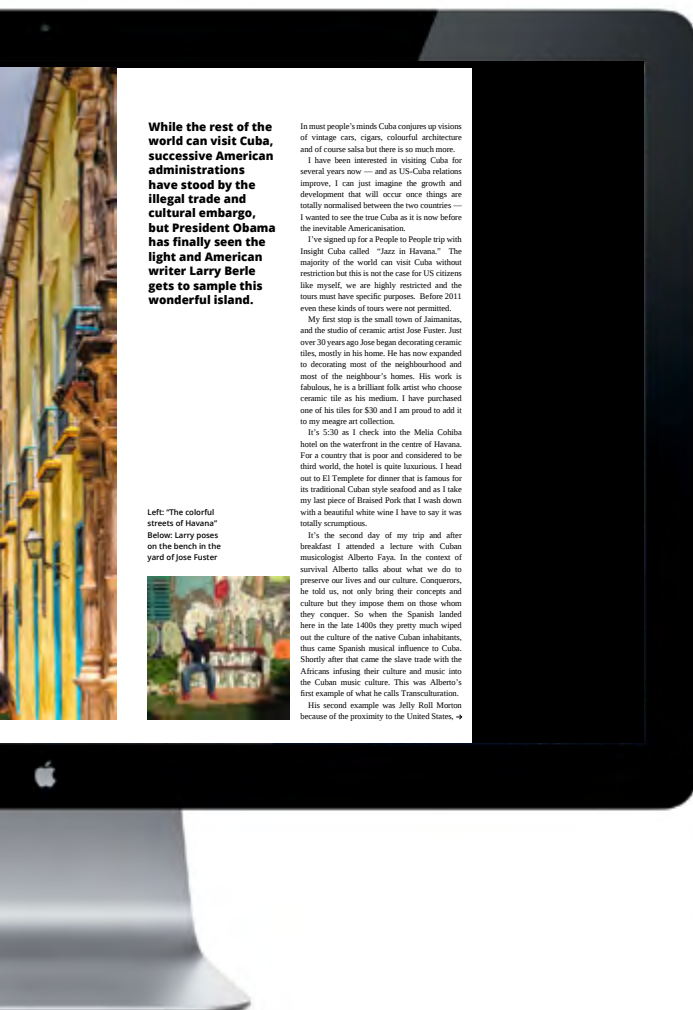 While the rest of the
world can visit Cuba,
successive American
administrations
have stood by the
illegal trade and
cultural embargo,
but President Obama
has finally seen the
light and American
writer Larry Berle
gets to sample this
wonderful island.
Left: “The colorful
streets of Havana”
Below: Larry poses
on the bench in the
yard of Jose Fuster
In must people’s minds Cuba conjures up visions
of vintage cars, cigars, colourful architecture
and of course salsa but there is so much more.
I have been interested in visiting Cuba for
several years now — and as US-Cuba relations
improve, I can just imagine the growth and
development that will occur once things are
totally normalised between the two countries —
I wanted to see the true Cuba as it is now before
the inevitable Americanisation.
I’ve signed up for a People to People trip with
Insight Cuba called “Jazz in Havana.” The
majority of the world can visit Cuba without
restriction but this is not the case for US citizens
like myself, we are highly restricted and the
tours must have specific purposes. Before 2011
even these kinds of tours were not permitted.
My first stop is the small town of Jaimanitas,
and the studio of ceramic artist Jose Fuster. Just
over 30 years ago Jose began decorating ceramic
tiles, mostly in his home. He has now expanded
to decorating most of the neighbourhood and
most of the neighbour’s homes. His work is
fabulous, he is a brilliant folk artist who choose
ceramic tile as his medium. I have purchased
one of his tiles for $30 and I am proud to add it
to my meagre art collection.
It’s 5:30 as I check into the Melia Cohiba
hotel on the waterfront in the centre of Havana.
For a country that is poor and considered to be
third world, the hotel is quite luxurious. I head
out to El Templete for dinner that is famous for
its traditional Cuban style seafood and as I take
my last piece of Braised Pork that I wash down
with a beautiful white wine I have to say it was
totally scrumptious.
It’s the second day of my trip and after
breakfast I attended a lecture with Cuban
musicologist Alberto Faya. In the context of
survival Alberto talks about what we do to
preserve our lives and our culture. Conquerors,
he told us, not only bring their concepts and
culture but they impose them on those whom
they conquer. So when the Spanish landed
here in the late 1400s they pretty much wiped
out the culture of the native Cuban inhabitants,
thus came Spanish musical influence to Cuba.
Shortly after that came the slave trade with the
Africans infusing their culture and music into
the Cuban music culture. This was Alberto’s
first example of what he calls Transculturation.
His second example was Jelly Roll Morton
because of the proximity to the United States, ➔